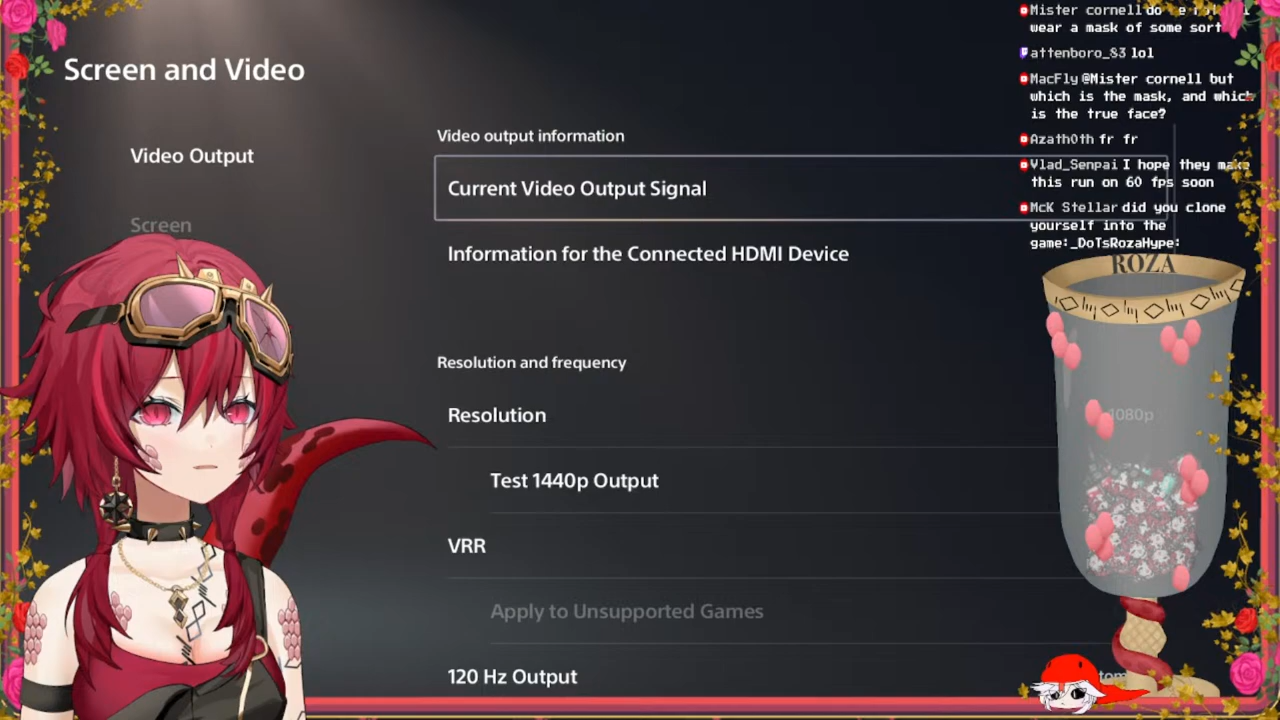 Screen and Video
Video Output
Screen
Video output information
Current Video Output Signal
Information for the Connected HDMI Device
Resolution and frequency
Resolution
1080p
Test 1440p Output
VRR
Apply to Unsupported Games
120 Hz Output
Mister cornell do
wear a mask of some sort
attenboro_83 lol
MacFly @Mister cornell but
which is the mask, and which
is the true face?
Azath0th fr fr
Vlad_Senpai I hope they make
this run on 60 fps soon
McK Stellar did you clone
yourself into the
game:_DoTsRozaHype:
ROZA